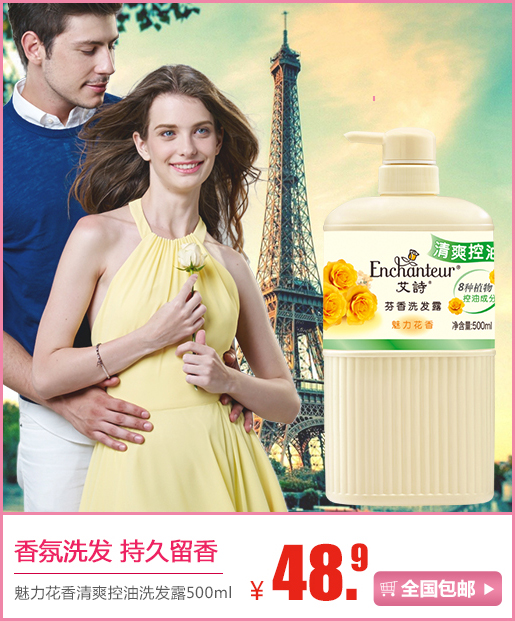 清爽控油
Enchanteur®
艾詩®
8种植物
控油成分
芬香洗发露
魅力花香
净含量:500ml
香氛洗发 持久留香
魅力花香清爽控油洗发露500ml
¥48.9
全国包邮